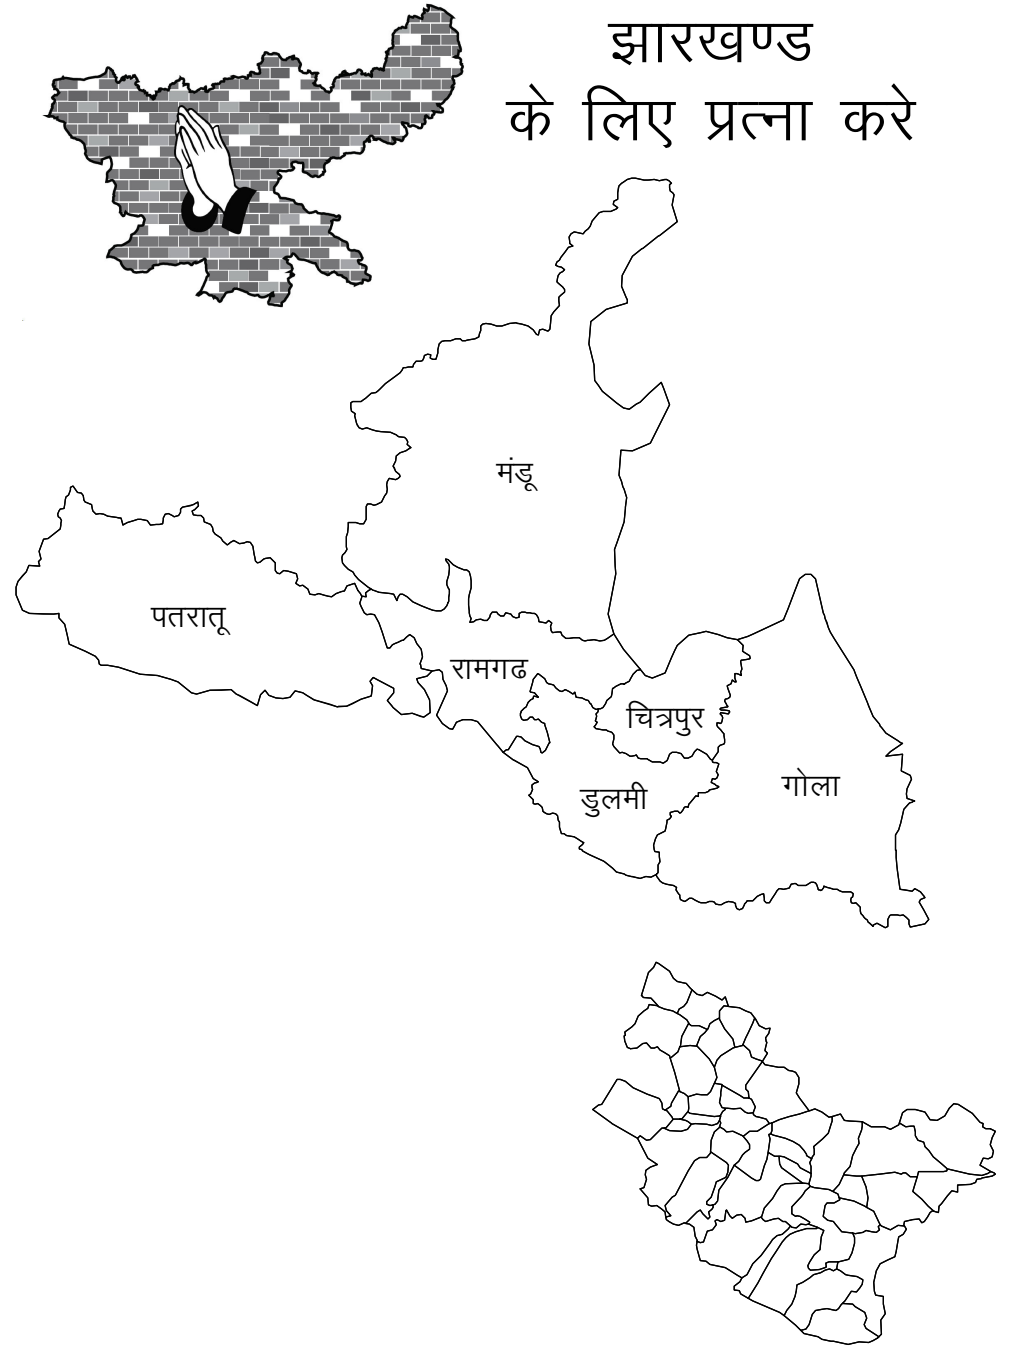 झारखण्ड
के लिए प्रत्ना करे
मंडू
पतरातू
रामगढ
चित्रपुर
गोला
डुलमी